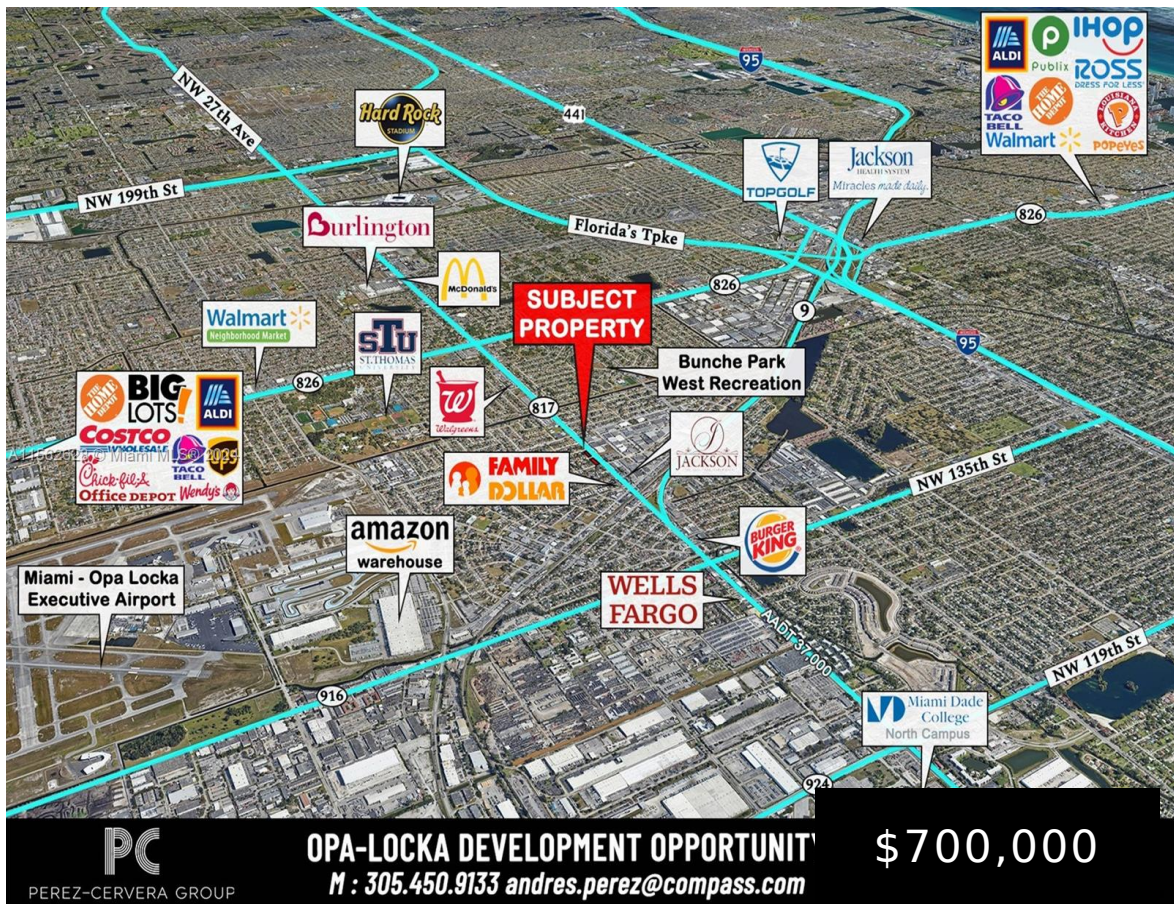 ALDI
Publix
IHOP
ROSS
DRESS FOR LESS
TACO
BELL
THE
HOME
DEPOT
LOUISIANA
KITCHEN
POPEYES
Walmart
95
NW 27th Ave
Hard Rock
STADIUM
441
NW 199th St
TOPGOLF
Jackson
HEALTH SYSTEM
Miracles made daily.
826
Burlington
Florida's Tpke
McDonald's
826
SUBJECT
PROPERTY
9
Walmart
Neighborhood Market
STU
ST. THOMAS
UNIVERSITY
95
Bunche Park
West Recreation
826
THE
HOME
DEPOT
BIG
LOTS!
ALDI
W
Walgreens
817
COSTCO
WHOLESALE
TACO
BELL
ups
Chick-fil-A
Office DEPOT
Wendy's
J
JACKSON
FAMILY
DOLLAR
NW 135th St
amazon
warehouse
BURGER
KING
Miami - Opa Locka
Executive Airport
WELLS
FARGO
AADT 37,000
NW 119th St
916
MD
Miami Dade
College
North Campus
924
PC
PEREZ-CERVERA GROUP
OPA-LOCKA DEVELOPMENT OPPORTUNITY
M : 305.450.9133 andres.perez@compass.com
$700,000